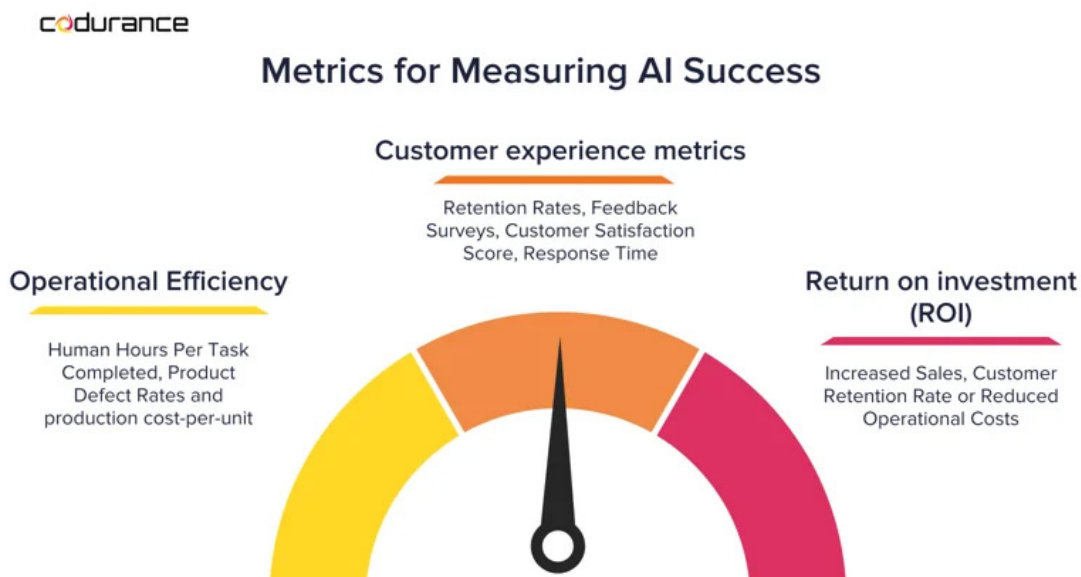 codurance
Metrics for Measuring AI Success
Customer experience metrics
Retention Rates, Feedback
Surveys, Customer Satisfaction
Score, Response Time
Operational Efficiency
Human Hours Per Task
Completed, Product
Defect Rates and
production cost-per-unit
Return on investment
(ROI)
Increased Sales, Customer
Retention Rate or Reduced
Operational Costs